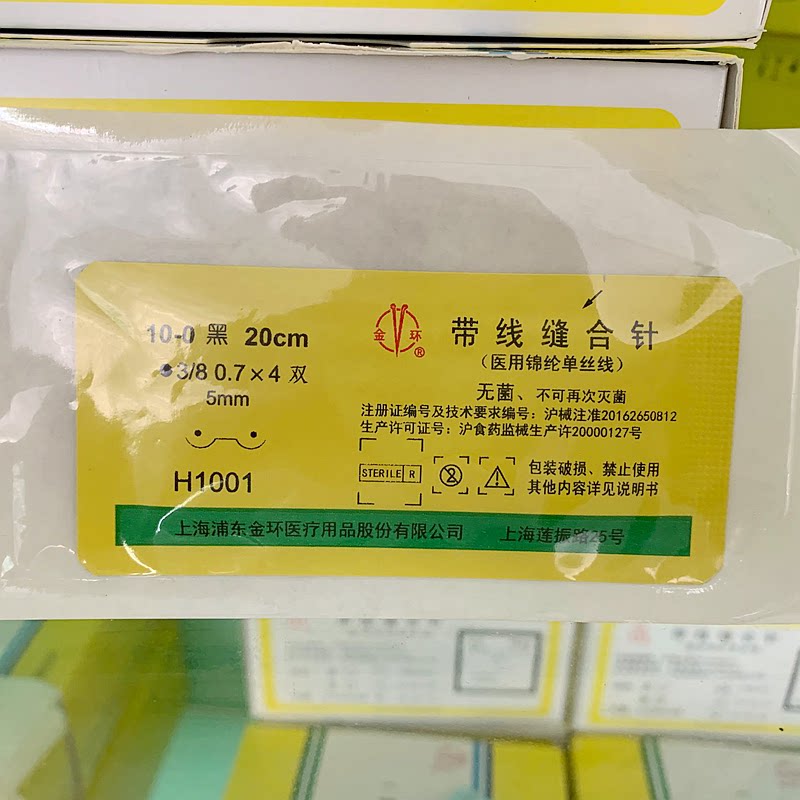 10-0 黑 20cm
3/8 0.7×4 双
5mm
H1001
金 环
®
带线缝合针
(医用锦纶单丝线)
无菌、不可再次灭菌
注册证编号及技术要求编号:沪械注准20162650812
生产许可证号:沪食药监械生产许20000127号
STERILE R
2
包装破损、禁止使用
其他内容详见说明书
上海浦东金环医疗用品股份有限公司 上海莲振路25号